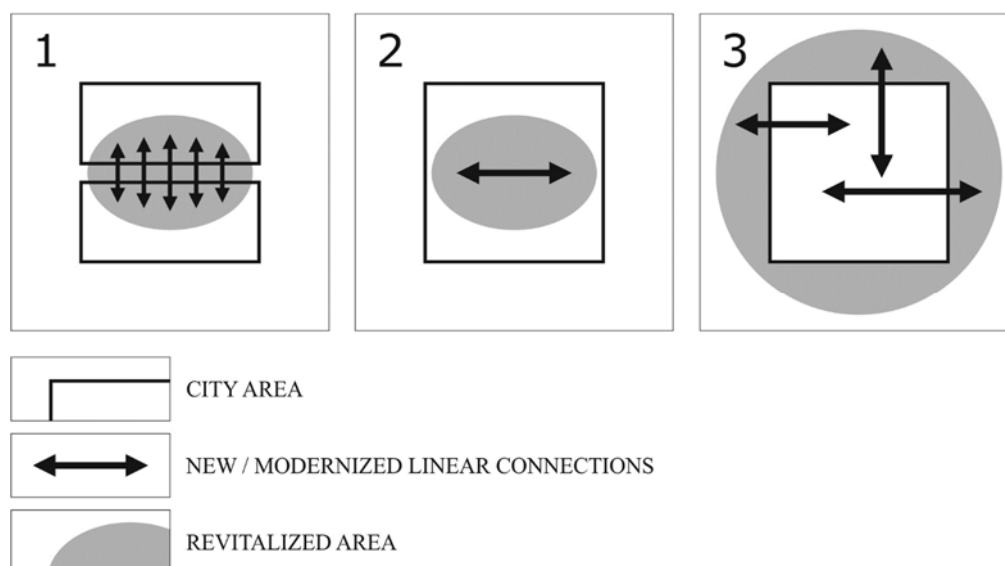 1
2
3
CITY AREA
NEW / MODERNIZED LINEAR CONNECTIONS
REVITALIZED AREA